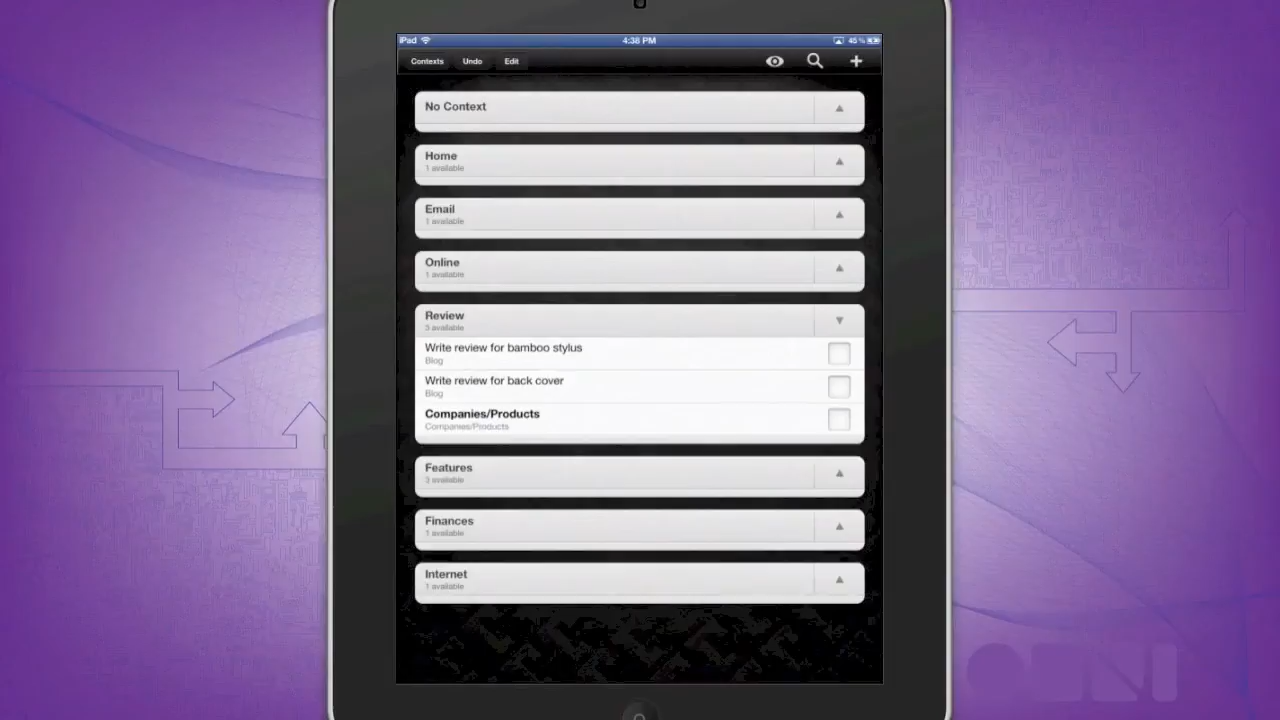 iPad 4:38 PM 45 %
Contexts Undo Edit
No Context
Home
1 available
Email
1 available
Online
1 available
Review
3 available
Write review for bamboo stylus
Blog
Write review for back cover
Blog
Companies/Products
Companies/Products
Features
3 available
Finances
1 available
Internet
1 available
OMNI